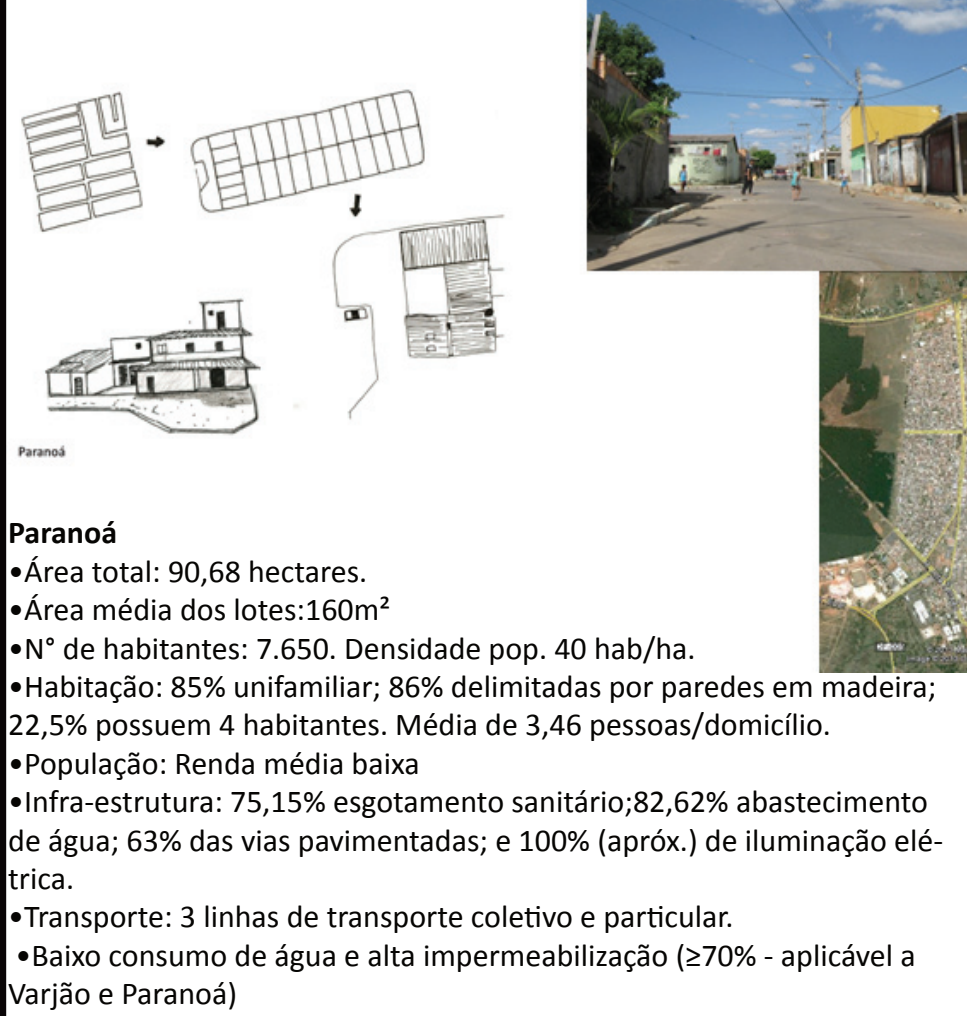 Paranoá
Paranoá
•Área total: 90,68 hectares.
•Área média dos lotes:160m²
•N° de habitantes: 7.650. Densidade pop. 40 hab/ha.
•Habitação: 85% unifamiliar; 86% delimitadas por paredes em madeira;
22,5% possuem 4 habitantes. Média de 3,46 pessoas/domicílio.
•População: Renda média baixa
•Infra-estrutura: 75,15% esgotamento sanitário;82,62% abastecimento
de água; 63% das vias pavimentadas; e 100% (apróx.) de iluminação elé-
trica.
•Transporte: 3 linhas de transporte coletivo e particular.
•Baixo consumo de água e alta impermeabilização (≥70% - aplicável a
Varjão e Paranoá)